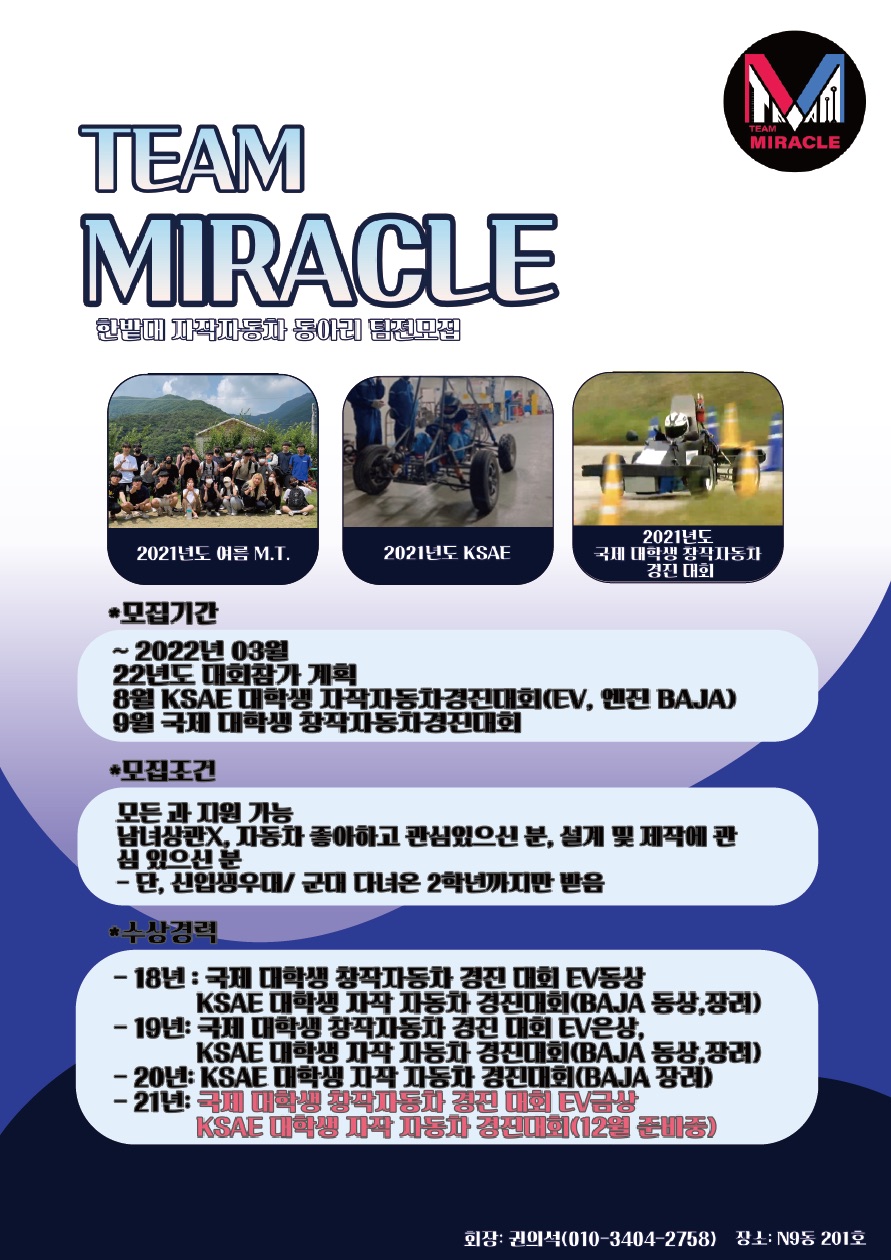 TEAM
MIRACLE
TEAM
MIRACLE
한밭대 자작자동차 동아리 팀원모집
2021년도 여름 M.T.
2021년도 KSAE
2021년도
국제 대학생 창작자동차
경진 대회
*모집기간
~ 2022년 03월
22년도 대회참가 계획
8월 KSAE 대학생 자작자동차경진대회(EV, 엔진 BAJA)
9월 국제 대학생 창작자동차경진대회
*모집조건
모든 과 지원 가능
남녀상관X, 자동차 좋아하고 관심있으신 분, 설계 및 제작에 관
심 있으신 분
- 단, 신입생우대/ 군대 다녀온 2학년까지만 받음
*수상경력
- 18년 : 국제 대학생 창작자동차 경진 대회 EV동상
KSAE 대학생 자작 자동차 경진대회(BAJA 동상,장려)
- 19년: 국제 대학생 창작자동차 경진 대회 EV은상,
KSAE 대학생 자작 자동차 경진대회(BAJA 동상,장려)
- 20년: KSAE 대학생 자작 자동차 경진대회(BAJA 장려)
- 21년: 국제 대학생 창작자동차 경진 대회 EV금상
KSAE 대학생 자작 자동차 경진대회(12월 준비중)
회장: 권의석(010-3404-2758) 장소: N9동 201호